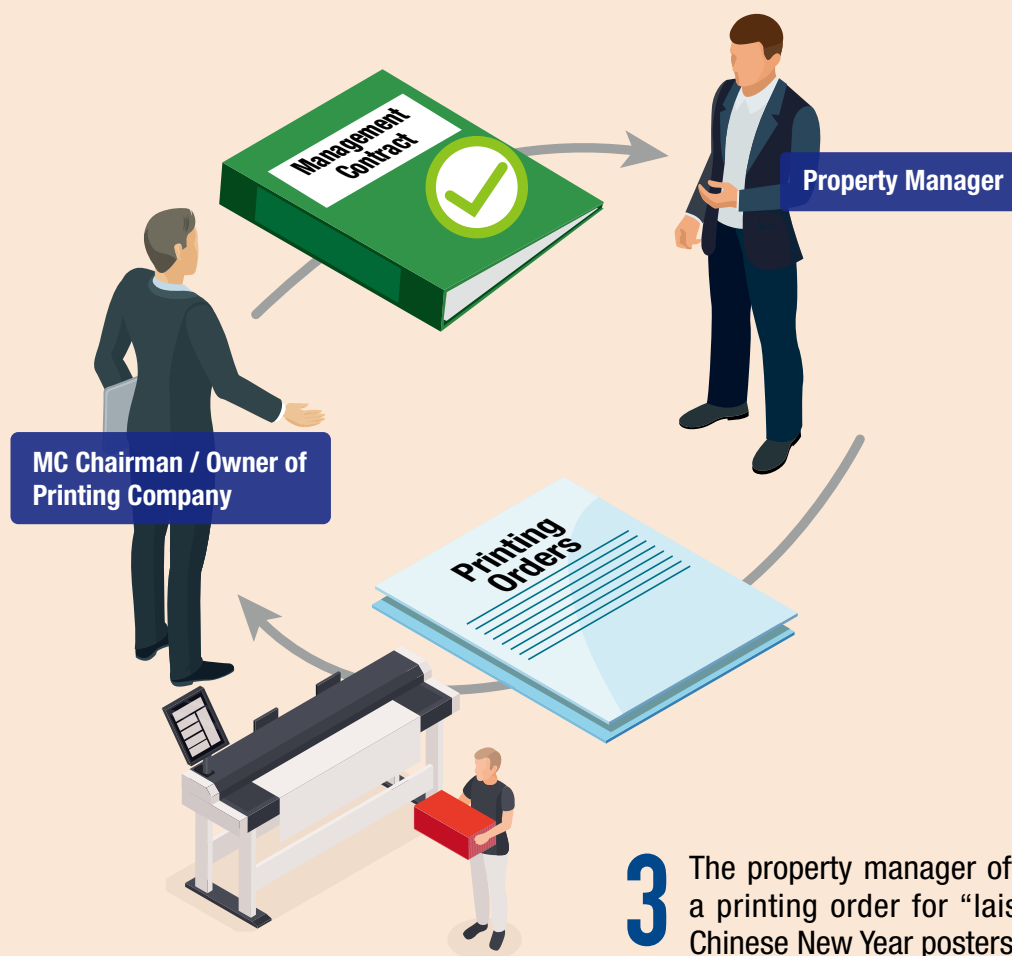 Management
Contract
Property Manager
MC Chairman / Owner of
Printing Company
Printing
Orders
3
The property manager of
a printing order for “lais
Chinese New Year posters